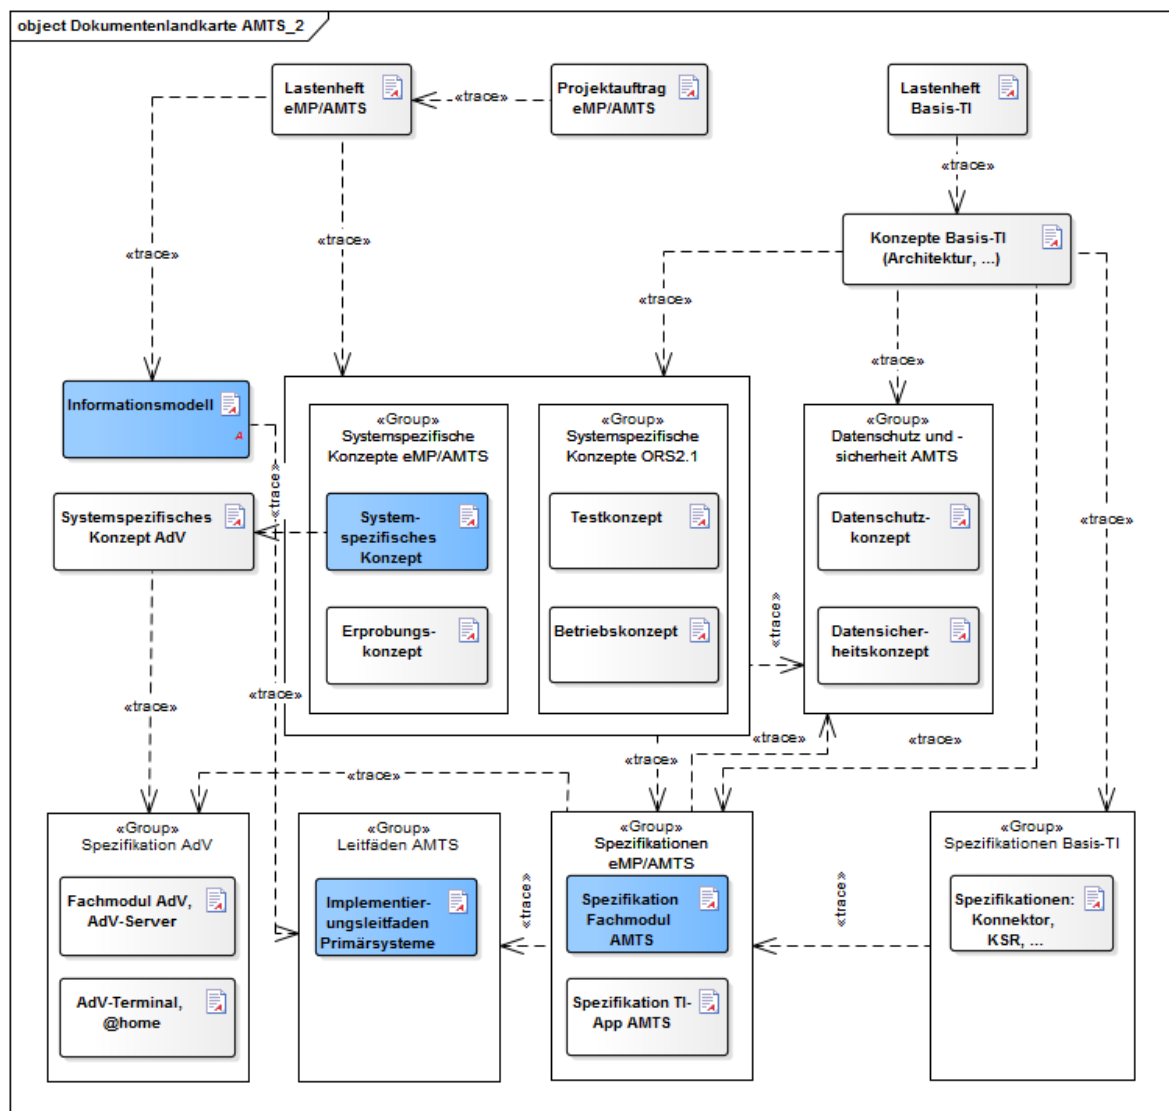 object Dokumentenlandkarte AMTS_2
Lastenheft
eMP/AMTS
«trace»
Projektauftrag
eMP/AMTS
Lastenheft
Basis-TI
«trace»
Konzepte Basis-TI
(Architektur, ...)
«trace»
«trace»
«trace»
«trace»
«trace»
Informationsmodell
A
«Group»
Systemspezifische
Konzepte eMP/AMTS
«Group»
Systemspezifische
Konzepte ORS2.1
«Group»
Datenschutz und -
sicherheit AMTS
«trace»
Systemspezifisches
Konzept AdV
System-
spezifisches
Konzept
Testkonzept
Datenschutz-
konzept
«trace»
Erprobungs-
konzept
Betriebskonzept
«trace»
Datensicher-
heitskonzept
«trace»
«trace»
«trace»
«trace»
«trace»
«trace»
«Group»
Spezifikation AdV
Fachmodul AdV,
AdV-Server
AdV-Terminal,
@home
«Group»
Leitfäden AMTS
Implementier-
ungsleitfaden
Primärsysteme
«trace»
«Group»
Spezifikationen
eMP/AMTS
Spezifikation
Fachmodul
AMTS
Spezifikation TI-
App AMTS
«trace»
«Group»
Spezifikationen Basis-TI
Spezifikationen:
Konnektor,
KSR, ...